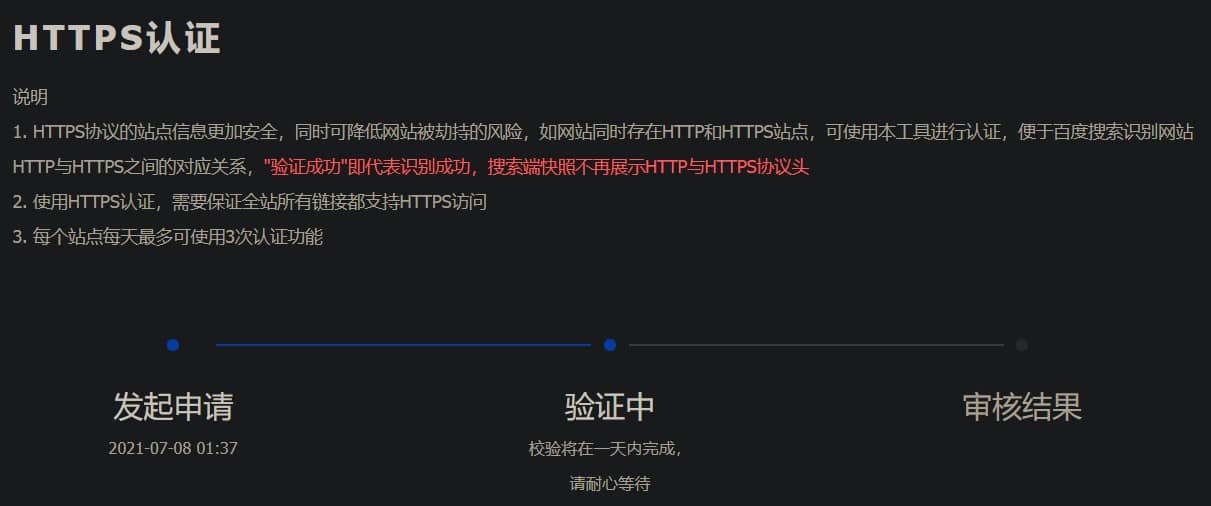 HTTPS认证
说明
1. HTTPS协议的站点信息更加安全，同时可降低网站被劫持的风险，如网站同时存在HTTP和HTTPS站点，可使用本工具进行认证，便于百度搜索识别网站
HTTP与HTTPS之间的对应关系，"验证成功"即代表识别成功，搜索端快照不再展示HTTP与HTTPS协议头
2. 使用HTTPS认证，需要保证全站所有链接都支持HTTPS访问
3. 每个站点每天最多可使用3次认证功能
发起申请 验证中 审核结果
2021-07-08 01:37 校验将在一天内完成，
请耐心等待